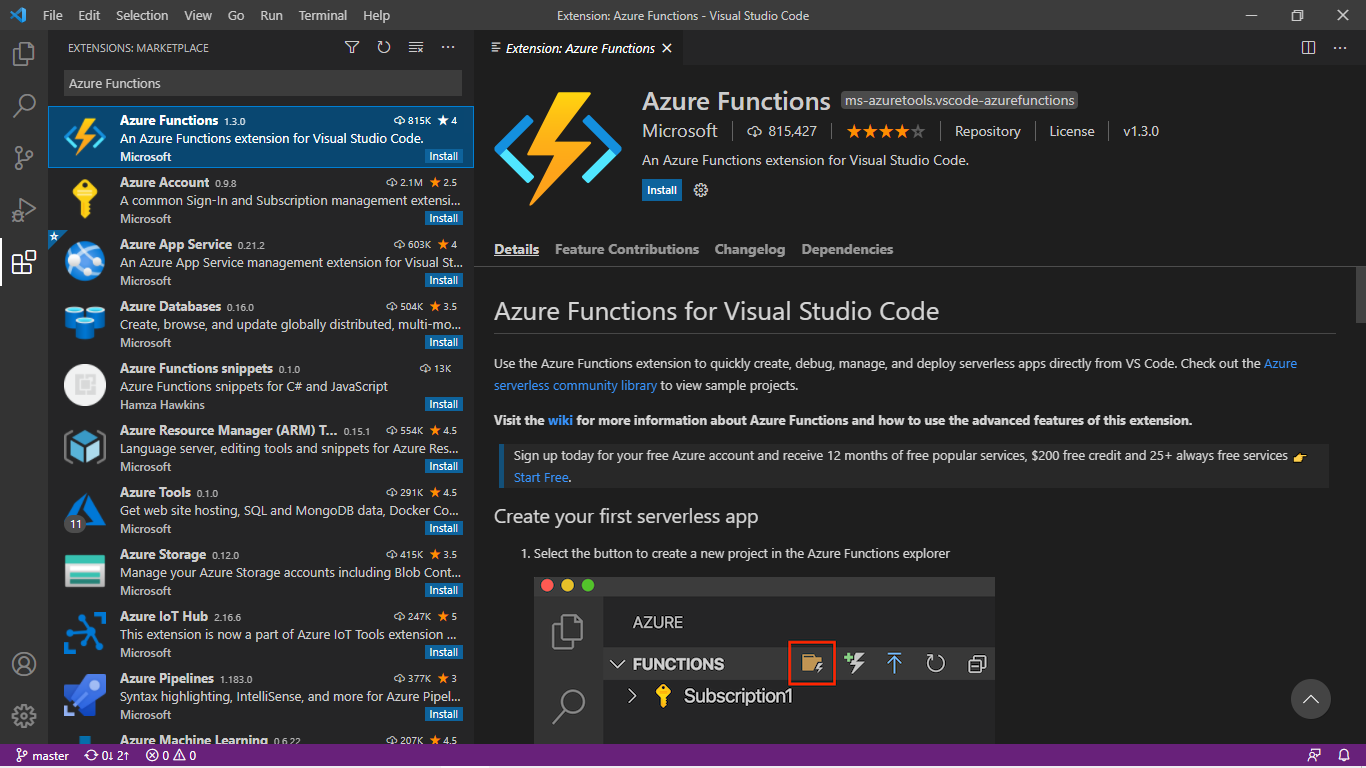 File Edit Selection View Go Run Terminal Help
Extension: Azure Functions - Visual Studio Code
EXTENSIONS: MARKETPLACE
Azure Functions
Azure Functions 1.3.0 815K ★ 4
An Azure Functions extension for Visual Studio Code.
Microsoft Install
Azure Account 0.9.8 2.1M ★ 2.5
A common Sign-In and Subscription management extensi...
Microsoft Install
Azure App Service 0.21.2 603K ★ 4
An Azure App Service management extension for Visual St...
Microsoft Install
Azure Databases 0.16.0 504K ★ 3.5
Create, browse, and update globally distributed, multi-mo...
Microsoft Install
Azure Functions snippets 0.1.0 13K
Azure Functions snippets for C# and JavaScript
Hamza Hawkins Install
Azure Resource Manager (ARM) T... 0.15.1 554K ★ 4.5
Language server, editing tools and snippets for Azure Res...
Microsoft Install
Azure Tools 0.1.0 291K ★ 4.5
Get web site hosting, SQL and MongoDB data, Docker Co...
11
Microsoft Install
Azure Storage 0.12.0 415K ★ 3.5
Manage your Azure Storage accounts including Blob Cont...
Microsoft Install
Azure IoT Hub 2.16.6 247K ★ 5
This extension is now a part of Azure IoT Tools extension ...
Microsoft Install
Azure Pipelines 1.183.0 377K ★ 3
Syntax highlighting, IntelliSense, and more for Azure Pipel...
Microsoft Install
Azure Machine Learning 0.6.22 207K ★ 4.5
Extension: Azure Functions
Azure Functions ms-azuretools.vscode-azurefunctions
Microsoft 815,427 Repository License v1.3.0
An Azure Functions extension for Visual Studio Code.
Install
Details Feature Contributions Changelog Dependencies
Azure Functions for Visual Studio Code
Use the Azure Functions extension to quickly create, debug, manage, and deploy serverless apps directly from VS Code. Check out the Azure
serverless community library to view sample projects.
Visit the wiki for more information about Azure Functions and how to use the advanced features of this extension.
Sign up today for your free Azure account and receive 12 months of free popular services, $200 free credit and 25+ always free services 👉
Start Free.
Create your first serverless app
1. Select the button to create a new project in the Azure Functions explorer
AZURE
FUNCTIONS
Subscription1
master 0↓ 2↑ 0 0